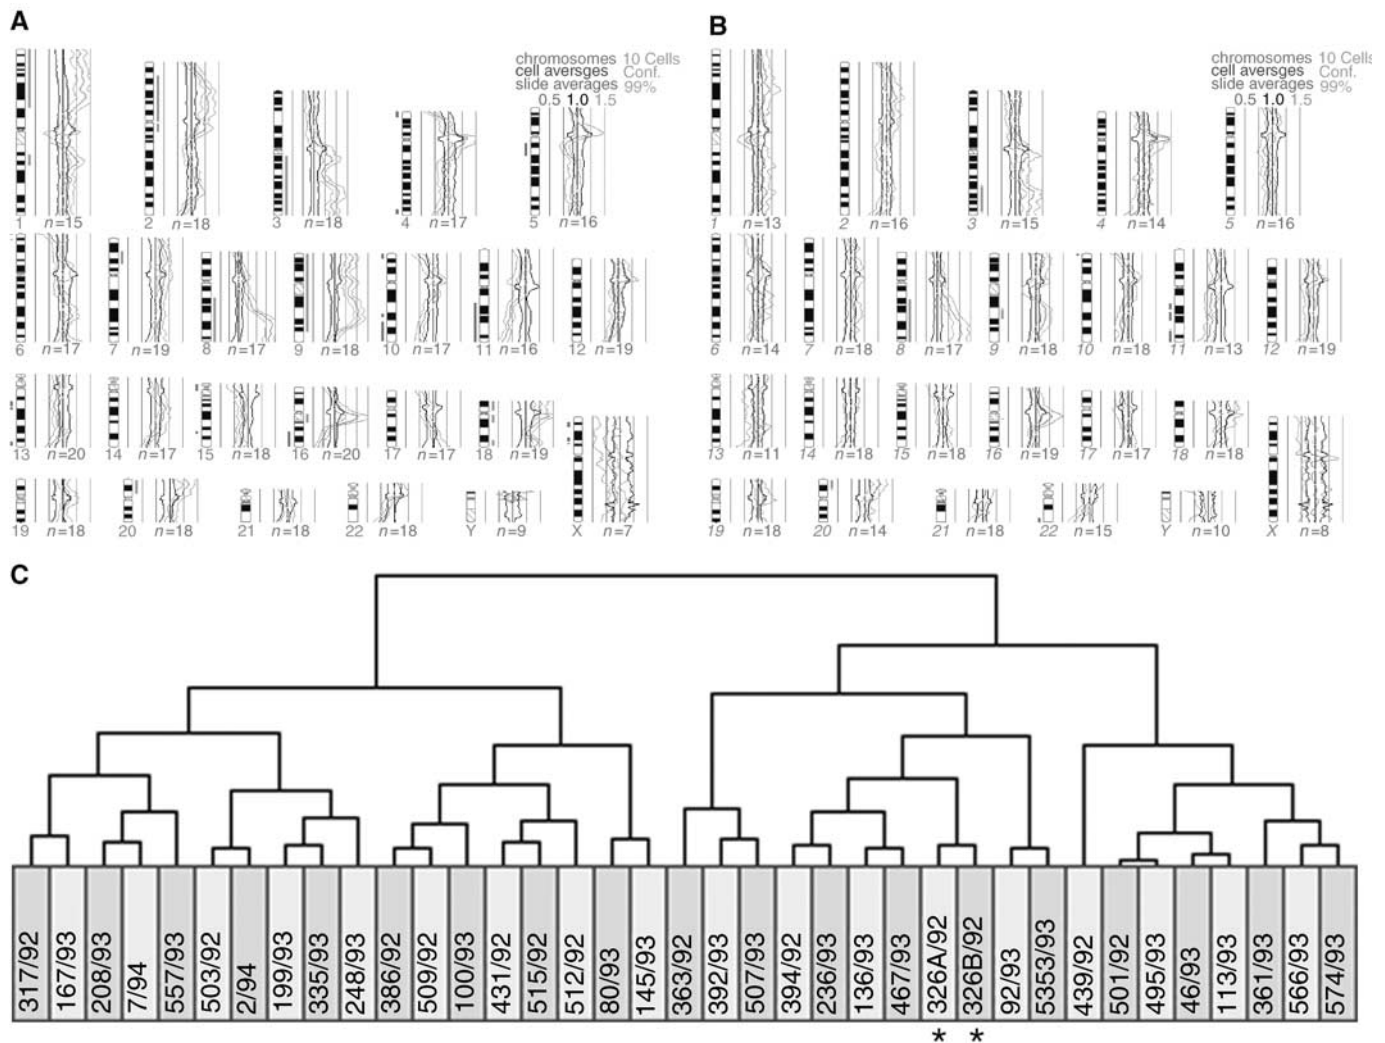 A
chromosomes 10 Cells
cell aversges Conf.
slide averages 99%
0.5 1.0 1.5
1 n=15 2 n=18 3 n=18 4 n=17 5 n=16
6 n=17 7 n=19 8 n=17 9 n=18 10 n=17 11 n=16 12 n=19
13 n=20 14 n=17 15 n=18 16 n=20 17 n=17 18 n=19
19 n=18 20 n=18 21 n=18 22 n=18 Y n=9 X n=7
B
chromosomes 10 Cells
cell aversges Conf.
slide averages 99%
0.5 1.0 1.5
1 n=13 2 n=16 3 n=15 4 n=14 5 n=16
6 n=14 7 n=18 8 n=17 9 n=18 10 n=18 11 n=13 12 n=19
13 n=11 14 n=18 15 n=18 16 n=19 17 n=18 18 n=18
19 n=18 20 n=14 21 n=18 22 n=15 Y n=10 X n=8
C
317/92
167/93
208/93
7/94
557/93
503/92
2/94
199/93
3335/93
248/93
386/92
509/92
100/93
431/92
515/92
512/92
80/93
145/93
363/92
392/93
507/93
394/92
236/93
136/93
467/93
326A/92
326B/92
92/93
5353/93
439/92
501/92
495/93
46/93
113/93
361/93
566/93
574/93
* *